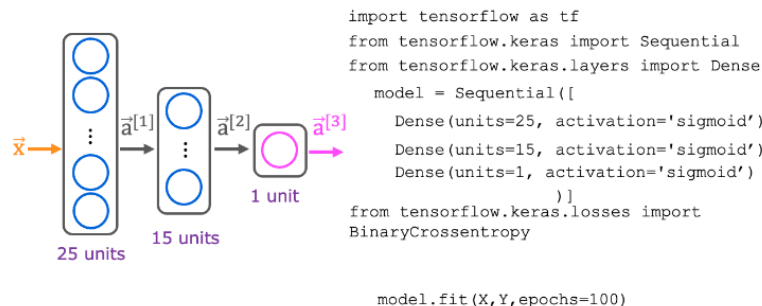 x⃗
a⃗[1]
a⃗[2]
a⃗[3]
25 units
15 units
1 unit
import tensorflow as tf
from tensorflow.keras import Sequential
from tensorflow.keras.layers import Dense
model = Sequential([
Dense(units=25, activation='sigmoid’)
Dense(units=15, activation='sigmoid’)
Dense(units=1, activation='sigmoid’)
)]
from tensorflow.keras.losses import
BinaryCrossentropy
model.fit(X,Y,epochs=100)